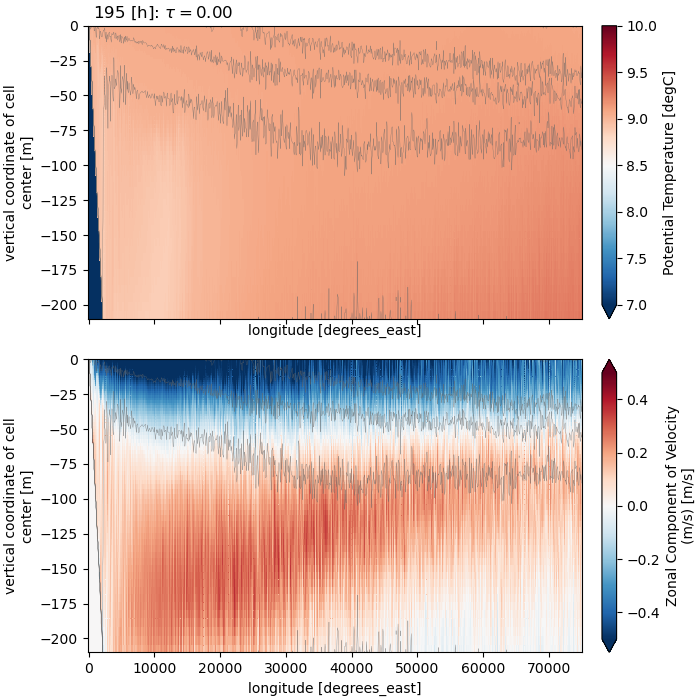 195 [h]: τ = 0.00
0
−25
−50
−75
−100
−125
−150
−175
−200
vertical coordinate of cell
center [m]
longitude [degrees_east]
10.0
9.5
9.0
8.5
8.0
7.5
7.0
Potential Temperature [degC]
0
−25
−50
−75
−100
−125
−150
−175
−200
vertical coordinate of cell
center [m]
0 10000 20000 30000 40000 50000 60000 70000
longitude [degrees_east]
0.4
0.2
0.0
−0.2
−0.4
Zonal Component of Velocity
(m/s) [m/s]